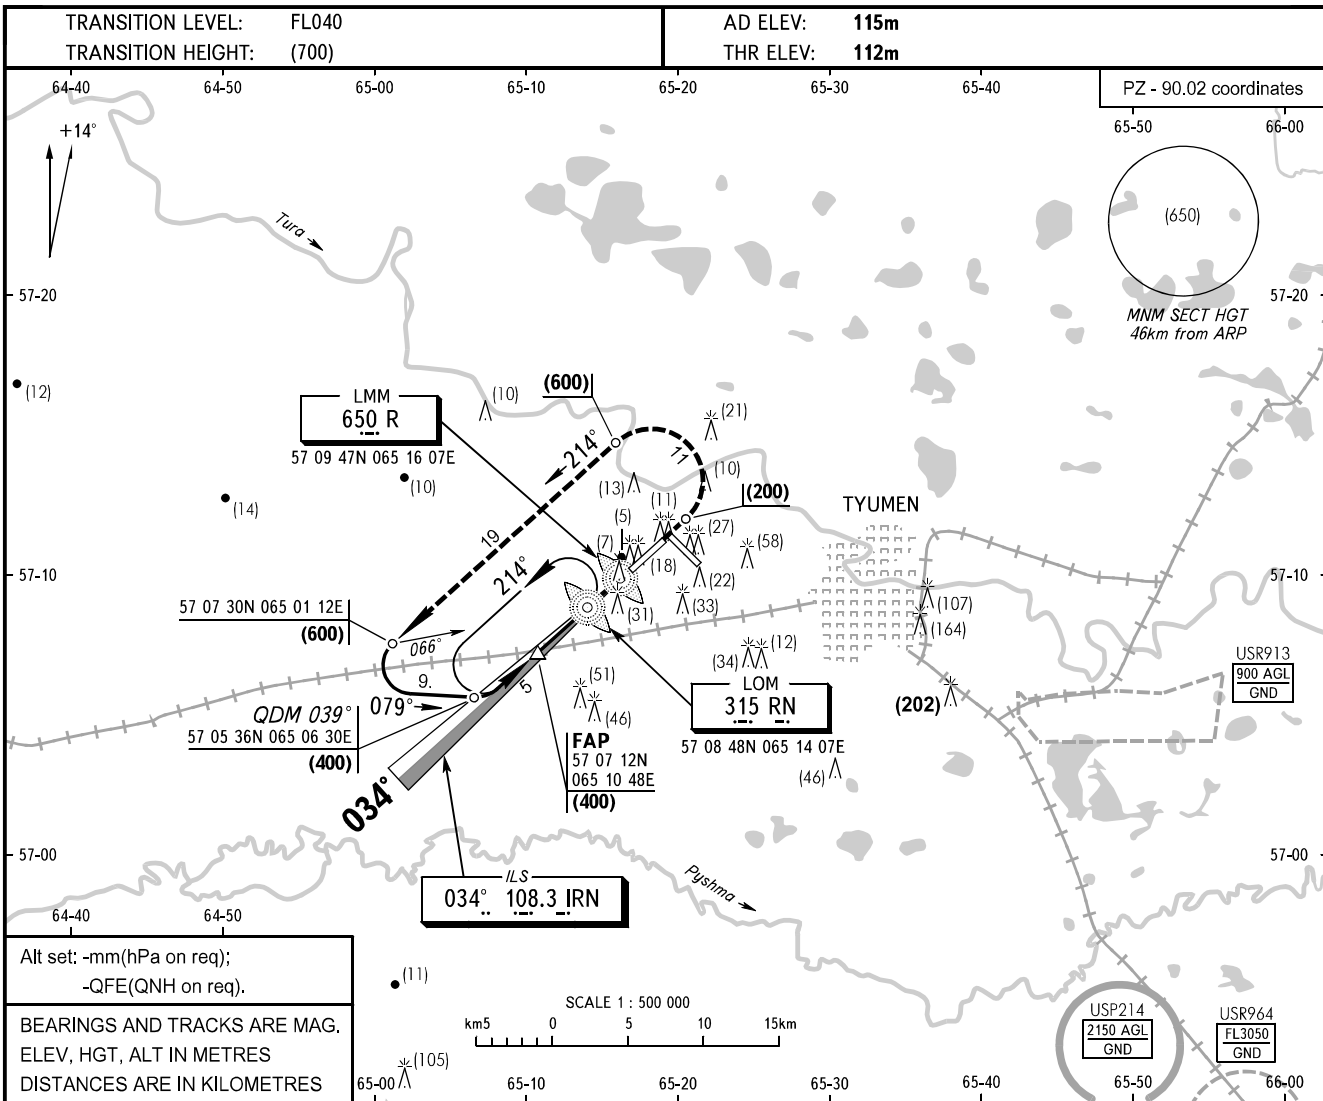 TRANSITION LEVEL: FL040
TRANSITION HEIGHT: (700)
AD ELEV: 115m
THR ELEV: 112m
64-40 64-50 65-00 65-10 65-20 65-30 65-40
PZ - 90.02 coordinates
65-50 66-00
+14°
Tura
(650)
57-20 57-20
MNM SECT HGT
46km from ARP
(12)
(600)
(10)
LMM
650 R
57 09 47N 065 16 07E
(21)
214°
11
(10)
(10)
(13)
(14)
(200)
(11)
TYUMEN
(5)
(27)
19
(7)
(58)
(18)
214°
57-10 57-10
(22)
57 07 30N 065 01 12E
(600)
(31)
(33)
(107)
(164)
066°
(34)
(12)
USR913
900 AGL
GND
9.
5
(51)
LOM
315 RN
57 08 48N 065 14 07E
(202)
079°
QDM 039°
57 05 36N 065 06 30E
(400)
(46)
FAP
57 07 12N
065 10 48E
(400)
(46)
034°
57-00 57-00
ILS
034° 108.3 IRN
Pyshma
64-40 64-50
Alt set: -mm(hPa on req);
-QFE(QNH on req).
(11)
SCALE 1 : 500 000
km5 0 5 10 15km
BEARINGS AND TRACKS ARE MAG.
ELEV, HGT, ALT IN METRES
DISTANCES ARE IN KILOMETRES
USP214
2150 AGL
GND
USR964
FL3050
GND
(105)
65-00 65-10 65-20 65-30 65-40 65-50 66-00